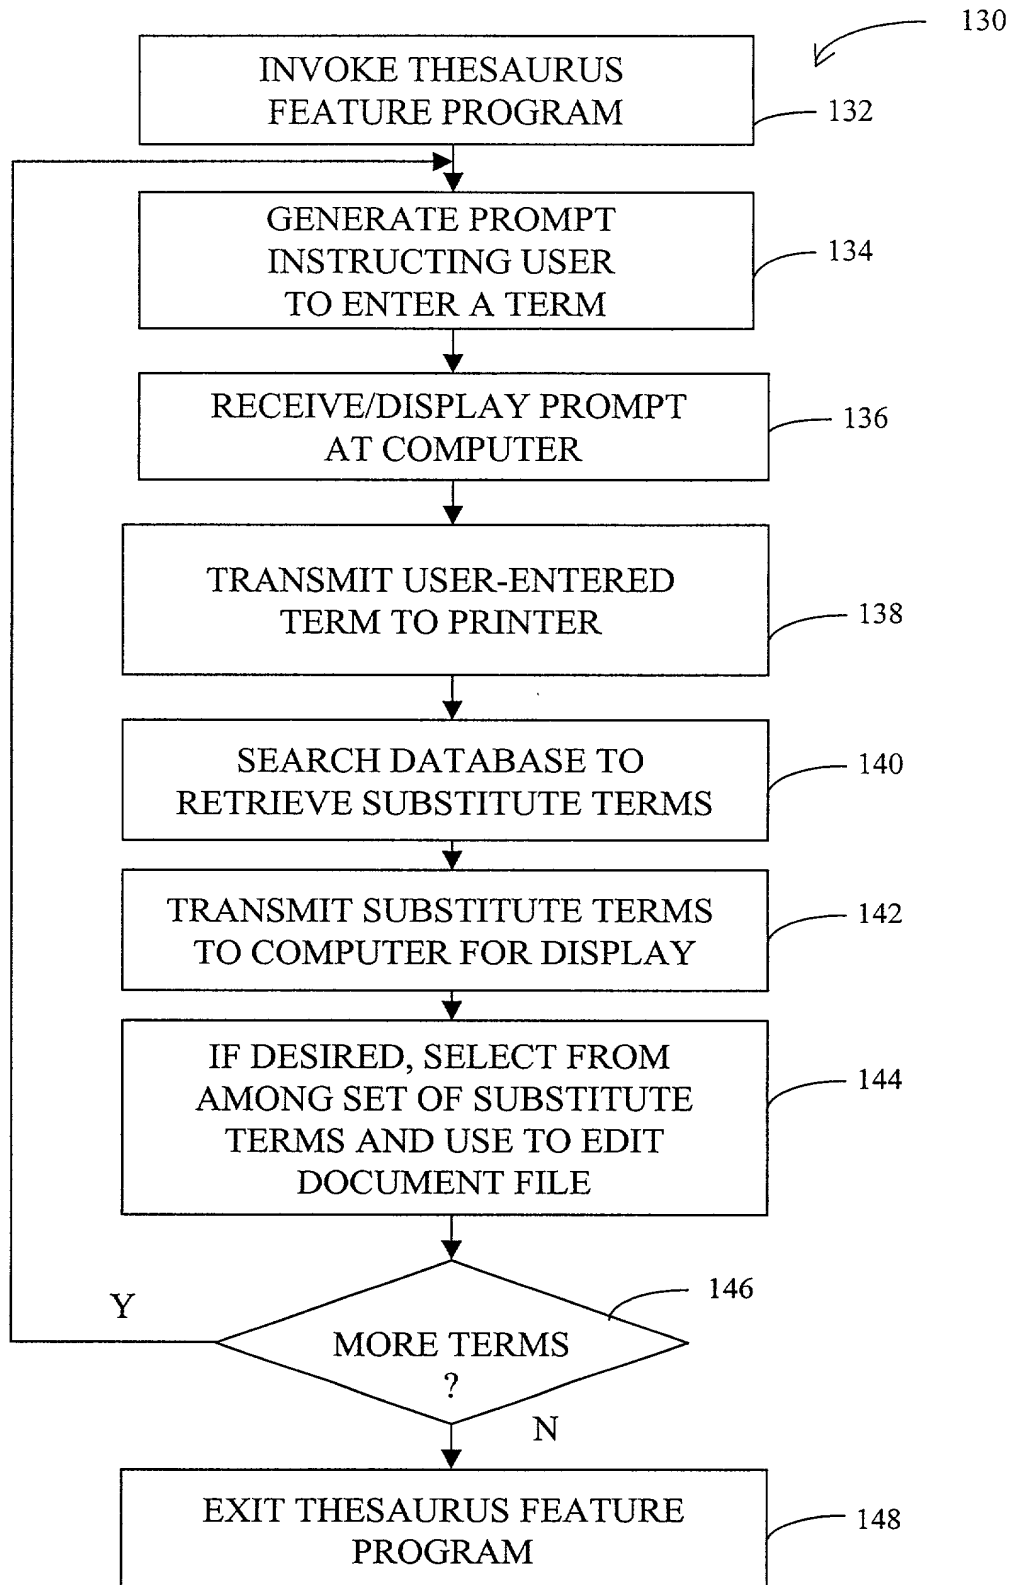 130
INVOKE THESAURUS
FEATURE PROGRAM
132
GENERATE PROMPT
INSTRUCTING USER
TO ENTER A TERM
134
RECEIVE/DISPLAY PROMPT
AT COMPUTER
136
TRANSMIT USER-ENTERED
TERM TO PRINTER
138
SEARCH DATABASE TO
RETRIEVE SUBSTITUTE TERMS
140
TRANSMIT SUBSTITUTE TERMS
TO COMPUTER FOR DISPLAY
142
IF DESIRED, SELECT FROM
AMONG SET OF SUBSTITUTE
TERMS AND USE TO EDIT
DOCUMENT FILE
144
146
Y
MORE TERMS
?
N
EXIT THESAURUS FEATURE
PROGRAM
148